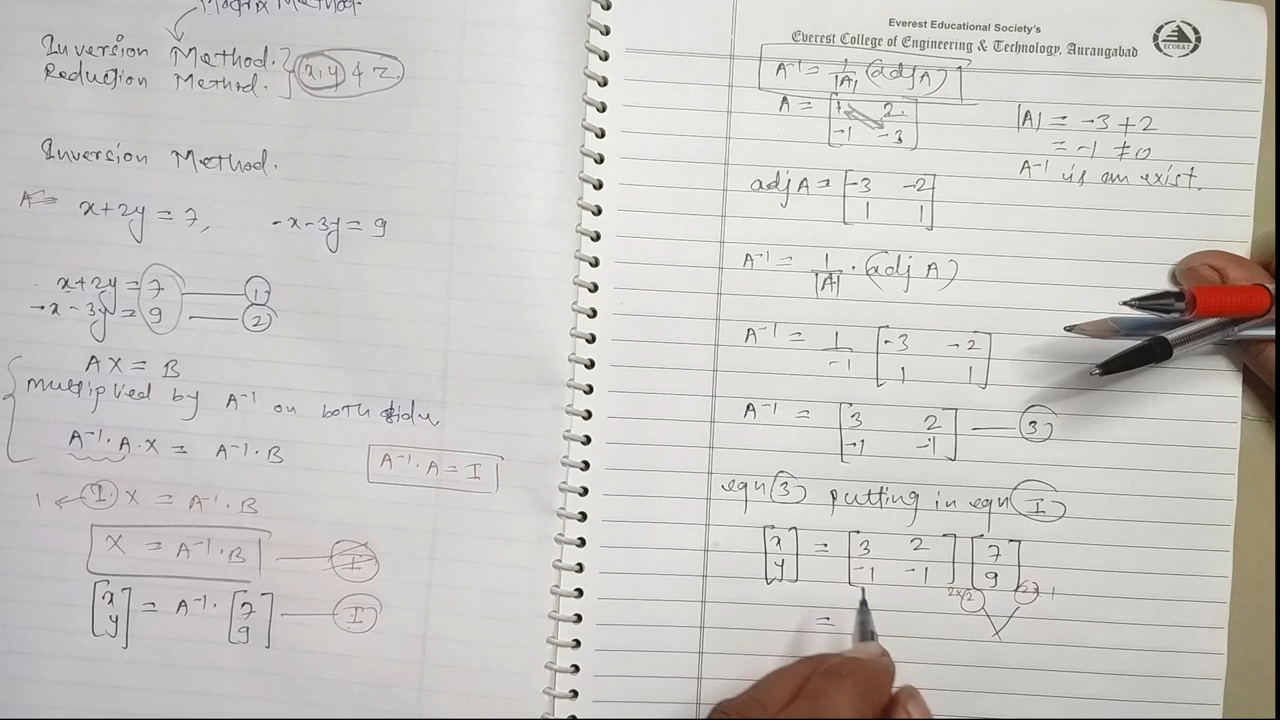 Matrix Method.
Inversion Method.
Reduction Method. } x, y & z.
Inversion Method.
x+2y = 7, -x-3y = 9
x+2y = 7 — 1
-x-3y = 9 — 2
AX = B
Multiplied by A⁻¹ on both side
A⁻¹·A·X = A⁻¹·B
A⁻¹·A = I
1 ← I·X = A⁻¹·B
X = A⁻¹·B — I
[x y] = A⁻¹·[7 9] — I
Everest Educational Society's
Everest College of Engineering & Technology, Aurangabad
ECOE&T
A⁻¹ = 1/|A| (adj A)
A = [1 2 -1 -3]
|A| = -3+2
= -1 ≠ 0
A⁻¹ is an exist.
adj A = [-3 -2 1 1]
A⁻¹ = 1/|A| · (adj A)
A⁻¹ = 1/-1 [-3 -2 1 1]
A⁻¹ = [3 2 -1 -1] — 3
eqn (3) putting in eqn I
[x y] = [3 2 -1 -1] [7 9]
2×2 2×1
=